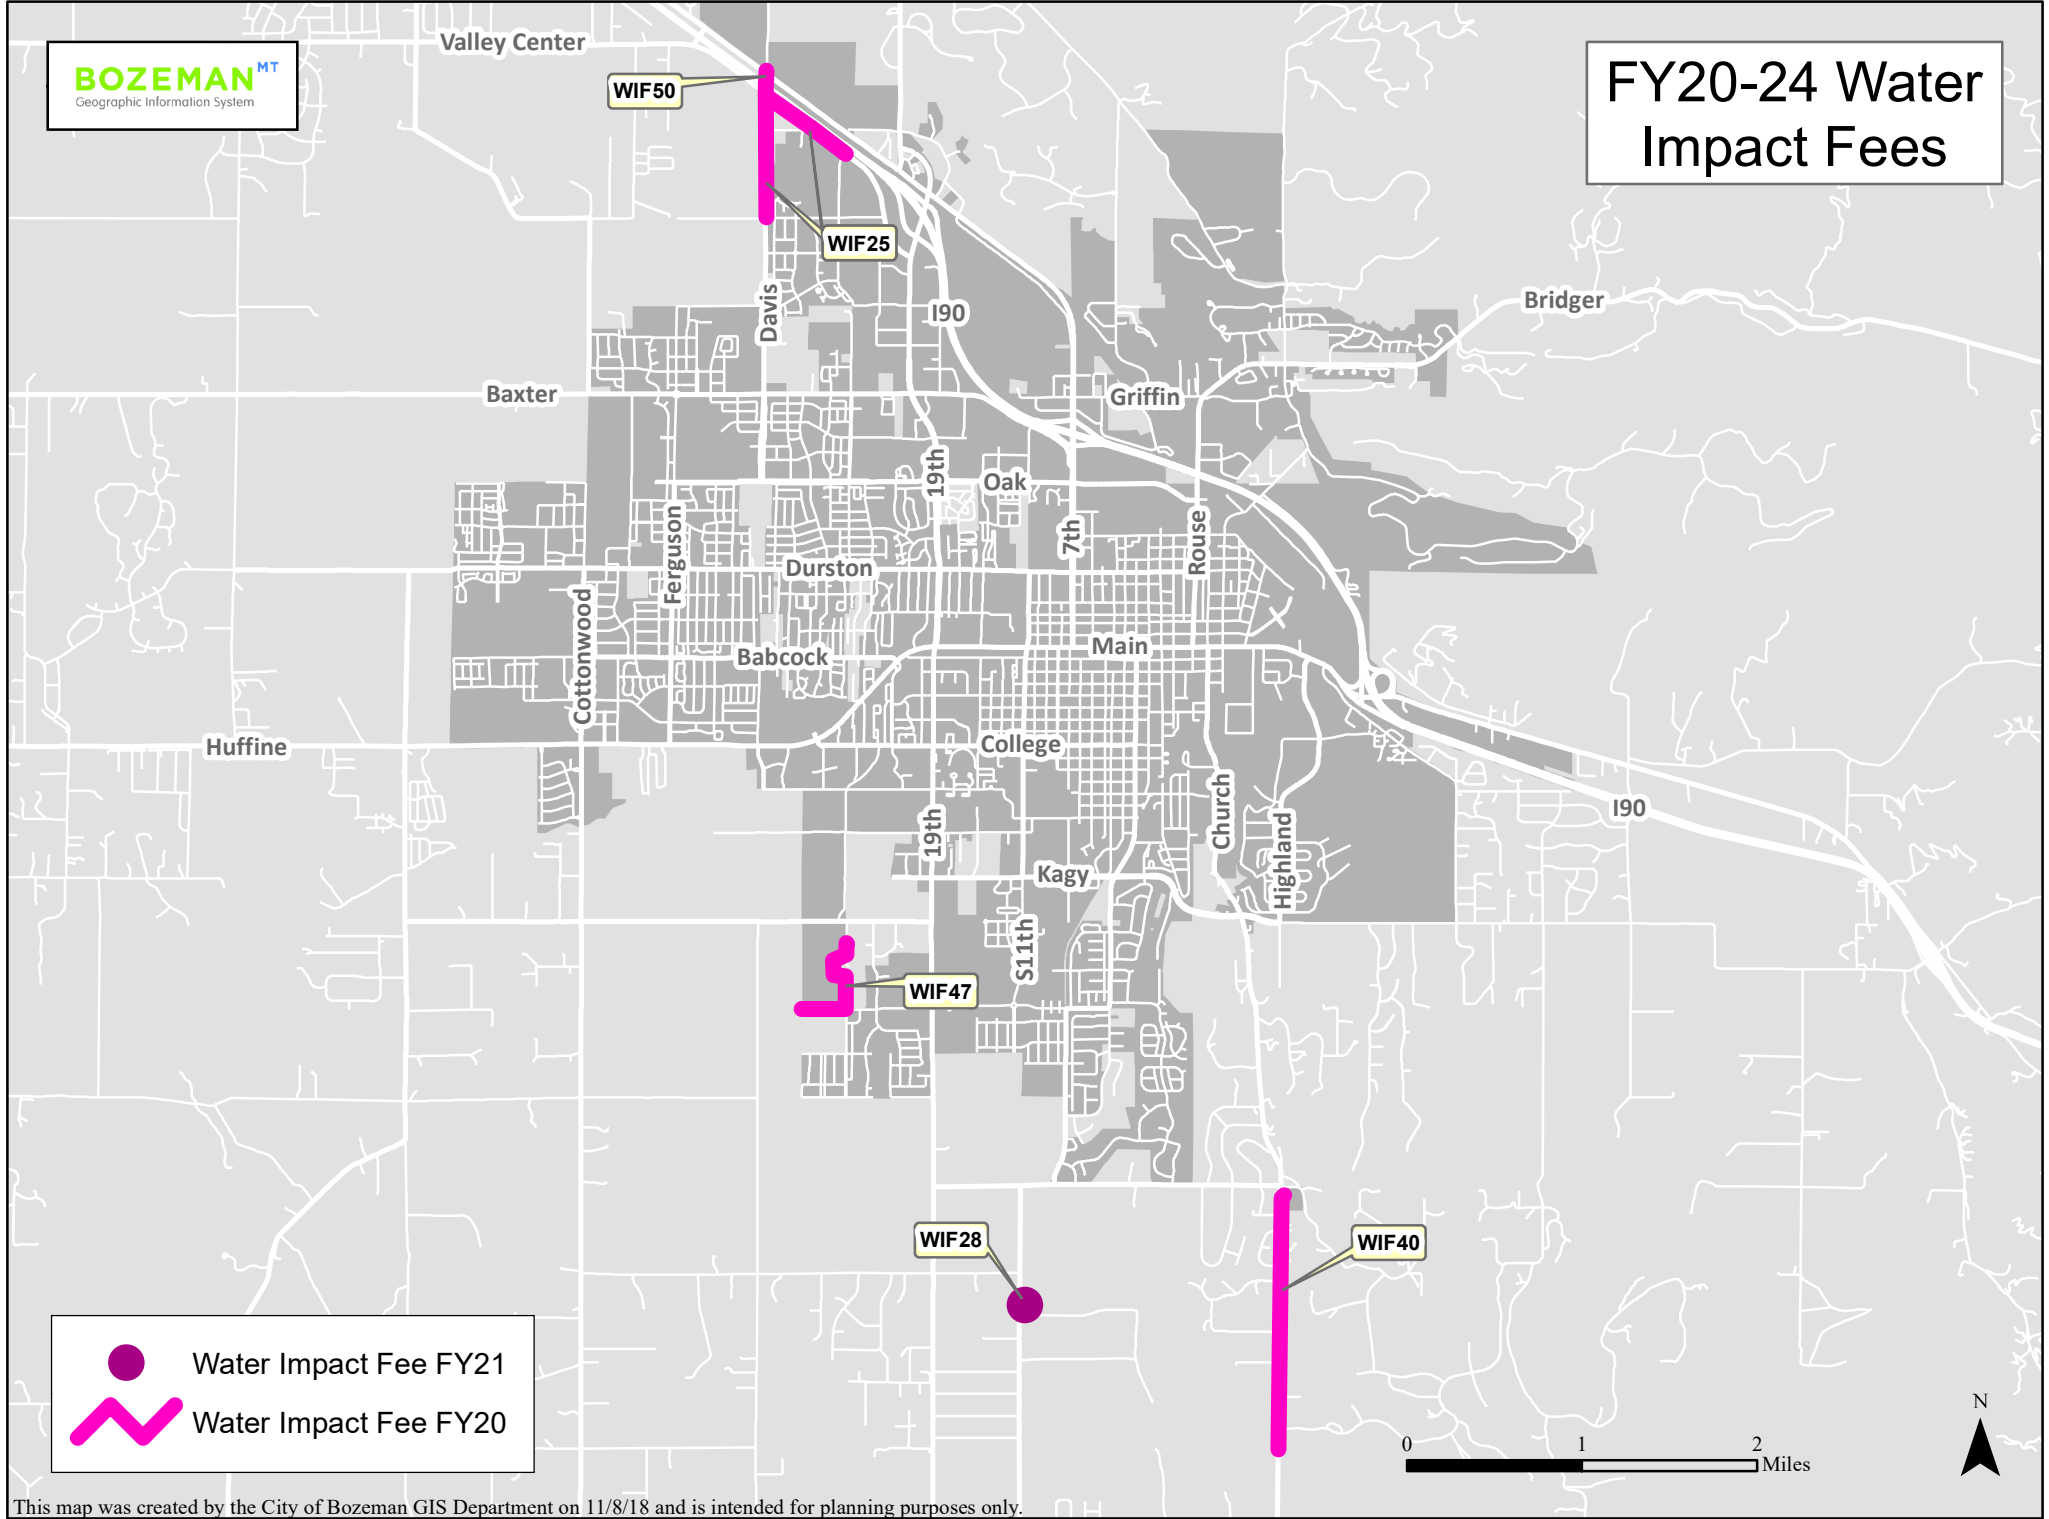 Valley Center
BOZEMAN MT
Geographic Information System
FY20-24 Water
Impact Fees
WIF50
WIF25
Davis
I90
Bridger
Baxter
Griffin
19th
Oak
Ferguson
7th
Rouse
Durston
Cottonwood
Babcock
Main
Huffine
College
19th
Church
Highland
I90
Kagy
S11th
WIF47
WIF28
WIF40
Water Impact Fee FY21
Water Impact Fee FY20
N
0 1 2
Miles
This map was created by the City of Bozeman GIS Department on 11/8/18 and is intended for planning purposes only.